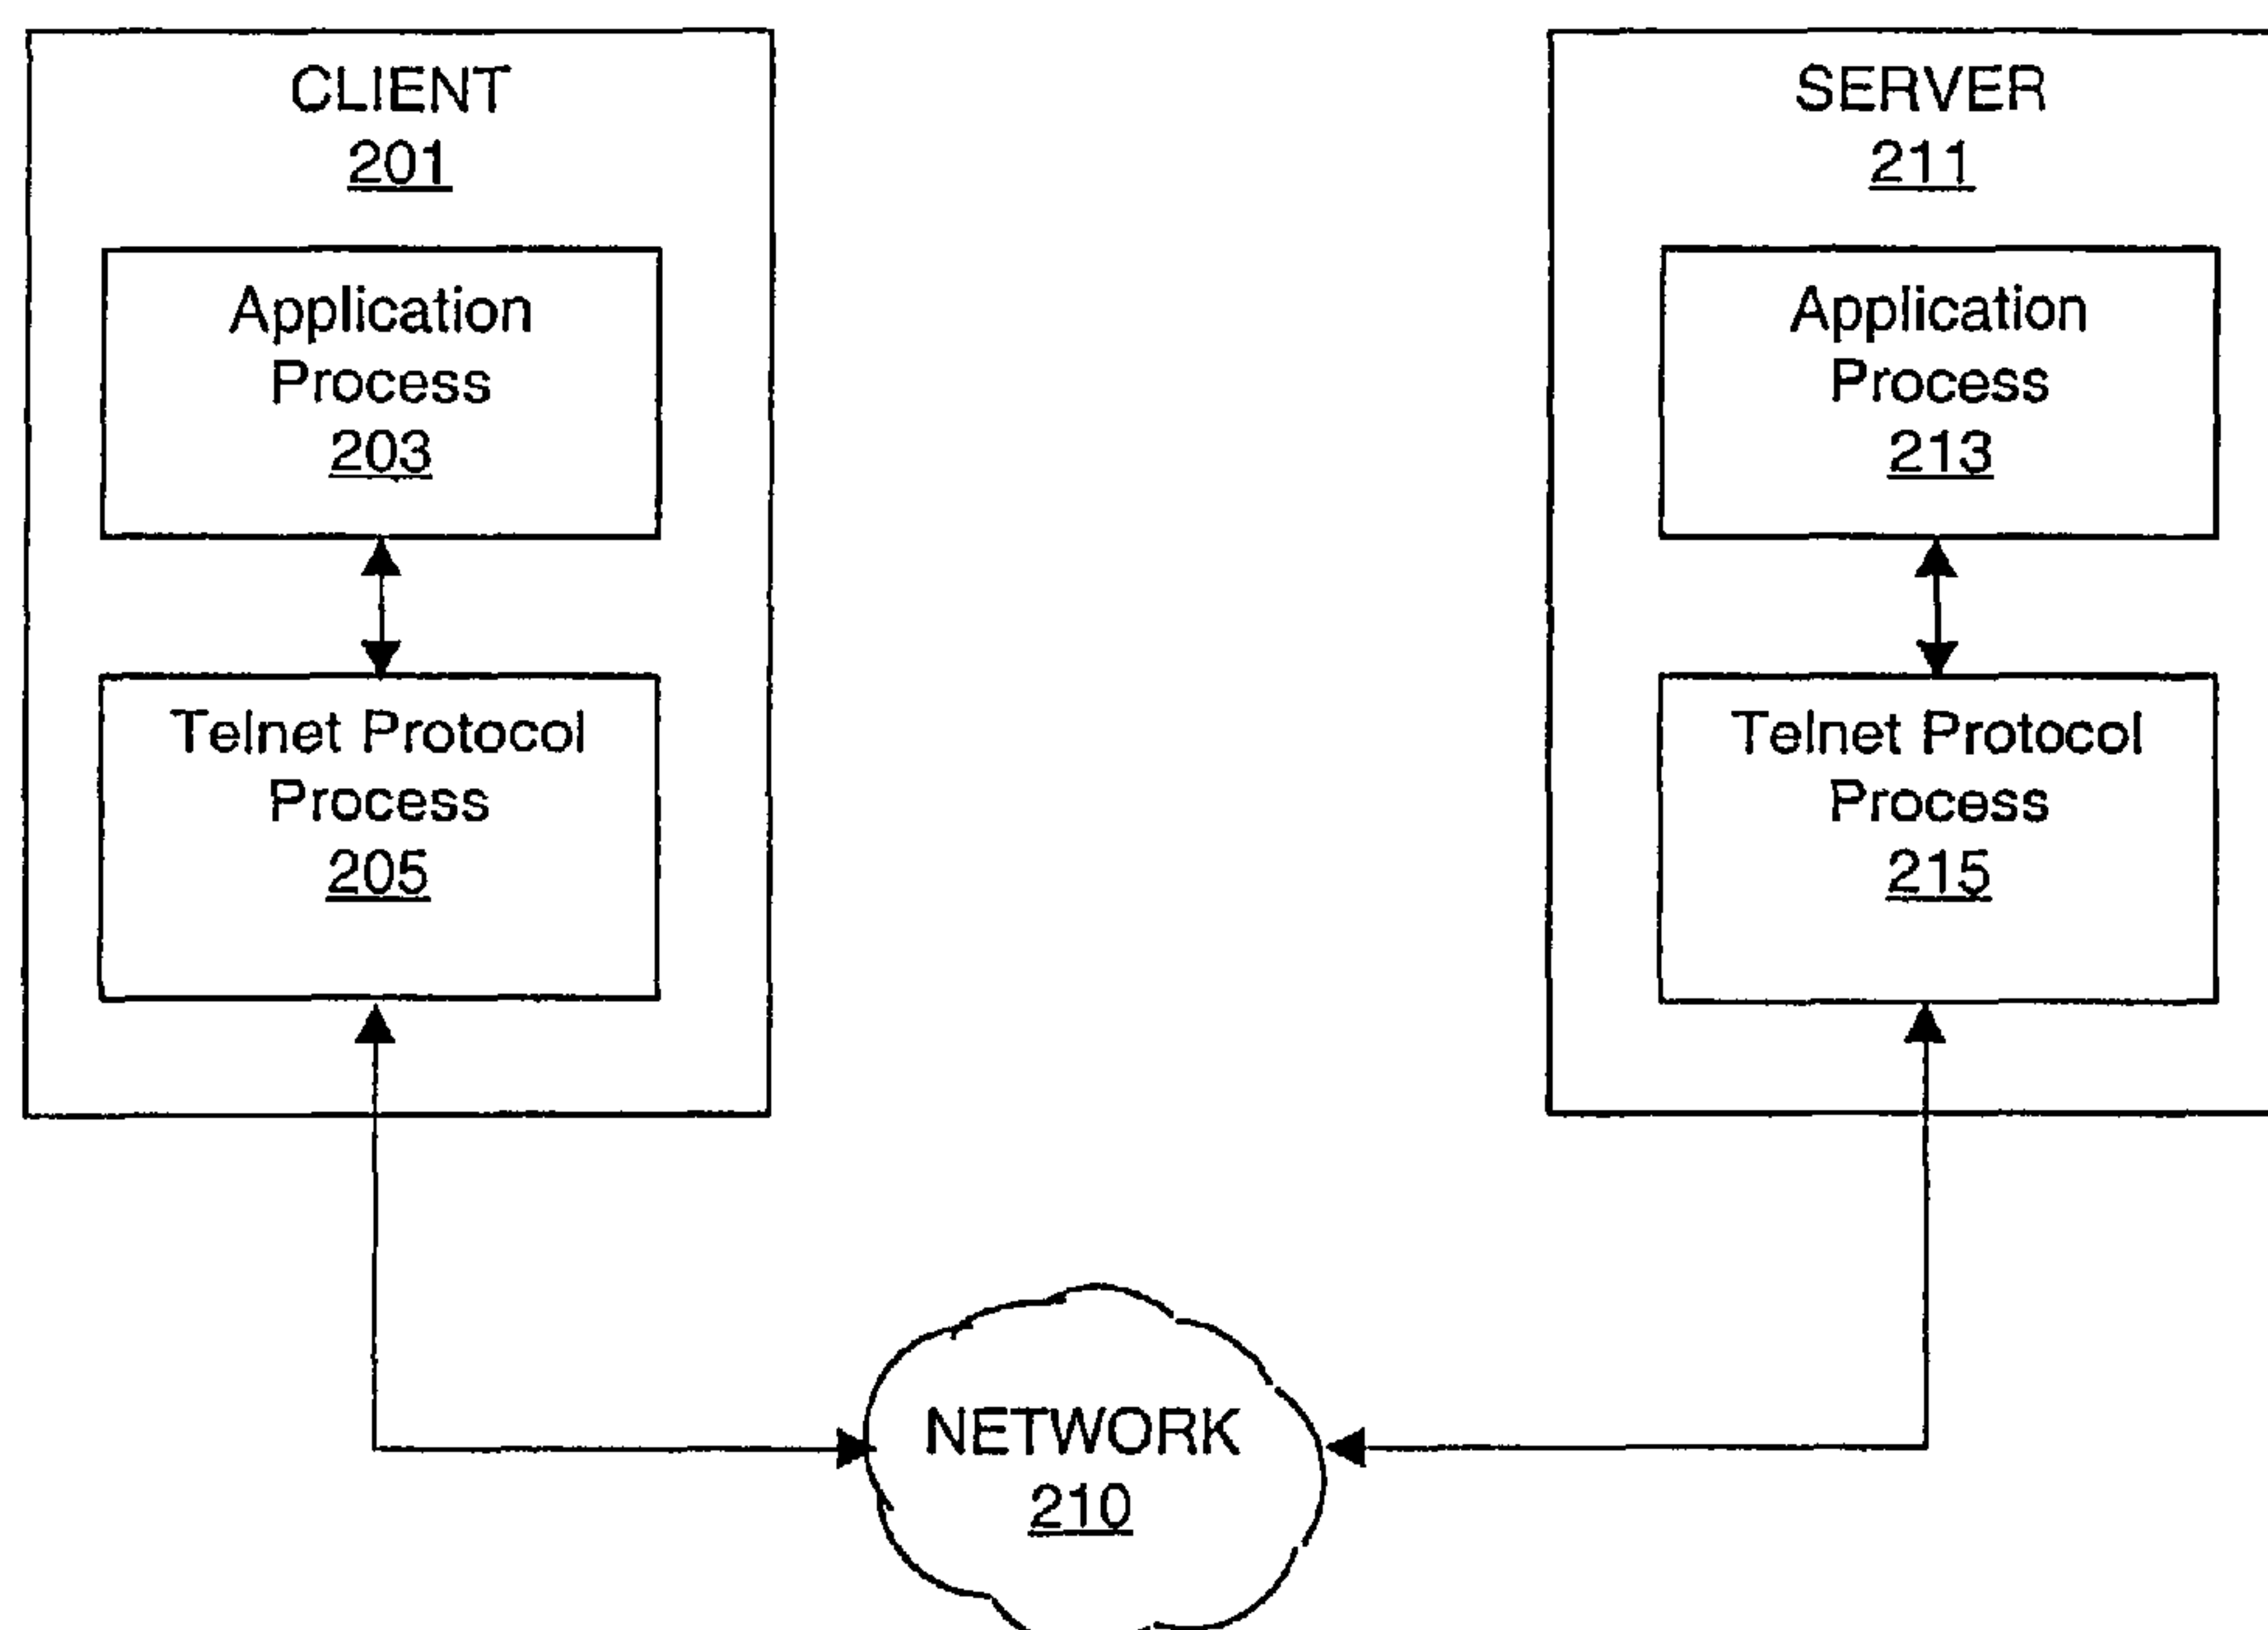 CLIENT
201
Application
Process
203
Telnet Protocol
Process
205
SERVER
211
Application
Process
213
Telnet Protocol
Process
215
NETWORK
210